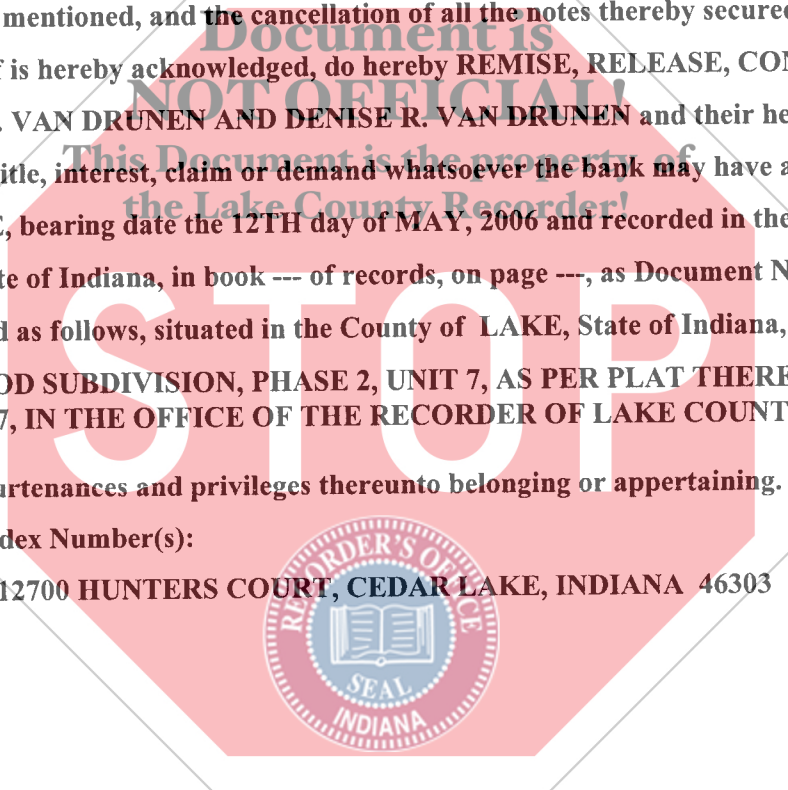 mentioned, and the cancellation of all the notes thereby secured
Document is
is hereby acknowledged, do hereby REMISE, RELEASE, CON
NOT OFFICIAL!
. VAN DRUNEN AND DENISE R. VAN DRUNEN and their he
This Document is the property of
itle, interest, claim or demand whatsoever the bank may have a
the Lake County Recorder!
, bearing date the 12TH day of MAY, 2006 and recorded in the
te of Indiana, in book --- of records, on page ---, as Document N
d as follows, situated in the County of LAKE, State of Indiana,
STOP
OD SUBDIVISION, PHASE 2, UNIT 7, AS PER PLAT THERE
7, IN THE OFFICE OF THE RECORDER OF LAKE COUNT
urtenances and privileges thereunto belonging or appertaining.
dex Number(s):
12700 HUNTERS COURT, CEDAR LAKE, INDIANA 46303
RECORDER'S OFFICE
SEAL
INDIANA